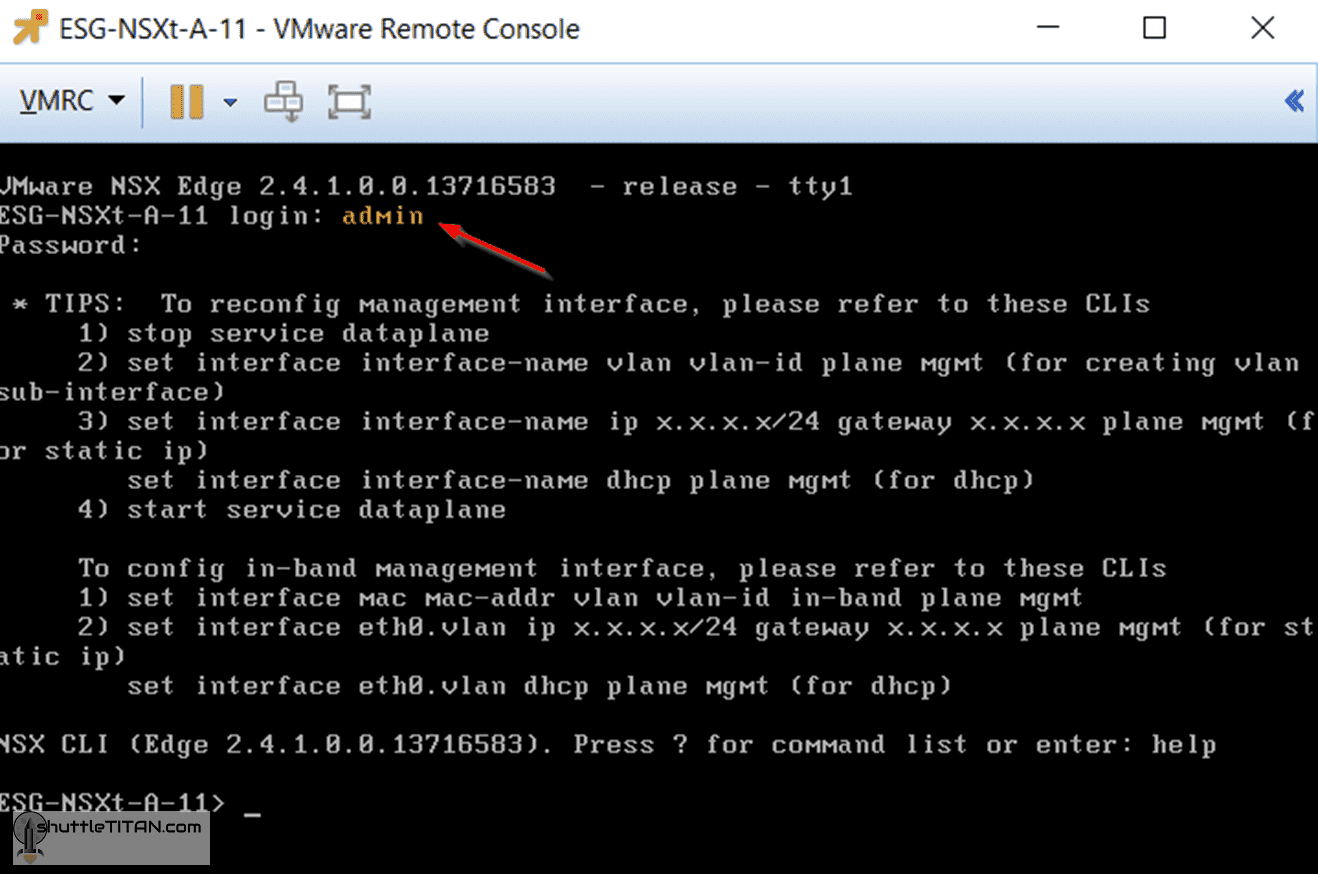 ESG-NSXt-A-11 - VMware Remote Console
VMRC
VMware NSX Edge 2.4.1.0.0.13716583  - release - tty1
ESG-NSXt-A-11 login: admin
Password:
* TIPS:  To reconfig management interface, please refer to these CLIs
1) stop service dataplane
2) set interface interface-name vlan vlan-id plane mgmt (for creating vlan
sub-interface)
3) set interface interface-name ip x.x.x.x/24 gateway x.x.x.x plane mgmt (f
or static ip)
set interface interface-name dhcp plane mgmt (for dhcp)
4) start service dataplane
To config in-band management interface, please refer to these CLIs
1) set interface mac mac-addr vlan vlan-id in-band plane mgmt
2) set interface eth0.vlan ip x.x.x.x/24 gateway x.x.x.x plane mgmt (for st
atic ip)
set interface eth0.vlan dhcp plane mgmt (for dhcp)
NSX CLI (Edge 2.4.1.0.0.13716583). Press ? for command list or enter: help
ESG-NSXt-A-11> _
shuttleTITAN.com